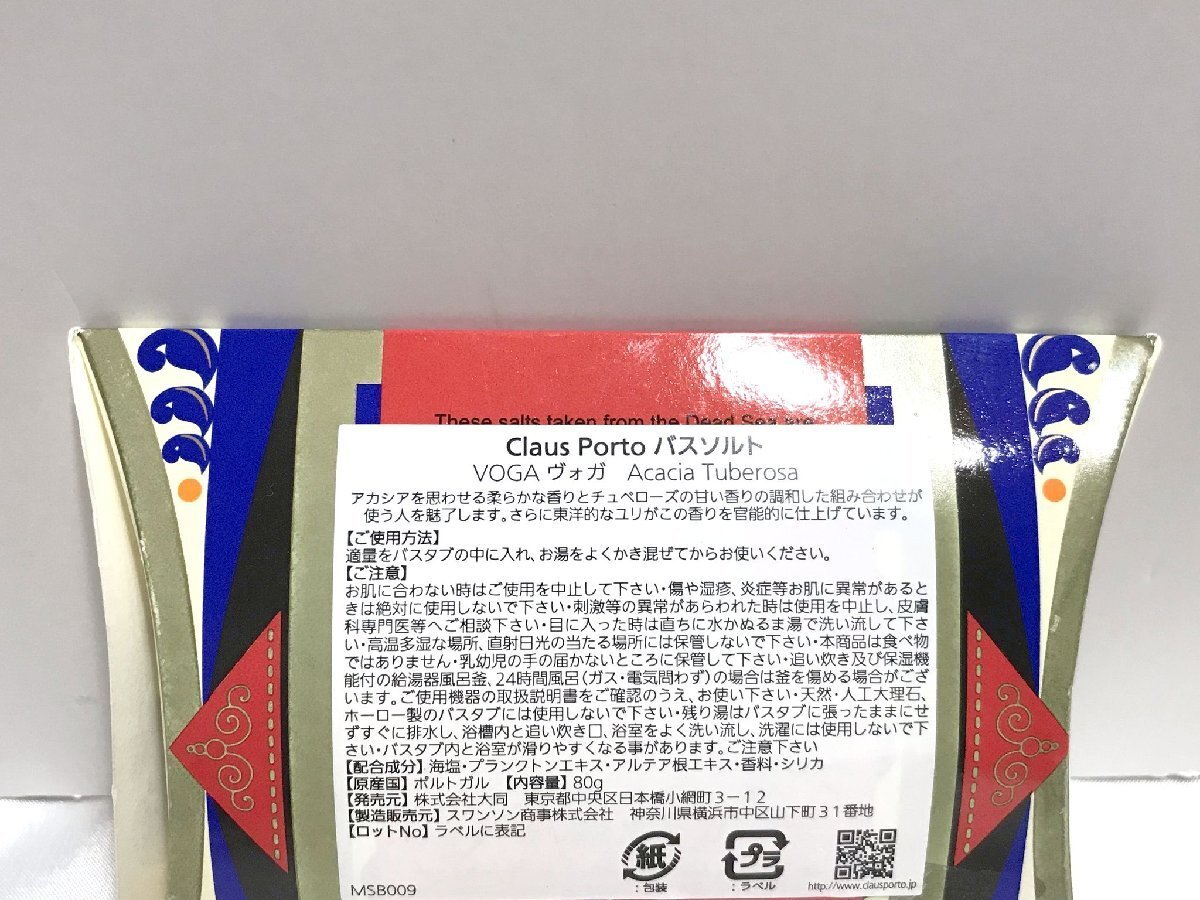 These salts taken from the Dead Sea are
Claus Porto バスソルト
VOGA ヴォガ Acacia Tuberosa
アカシアを思わせる柔らかな香りとチュベローズの甘い香りの調和した組み合わせが
使う人を魅了します。さらに東洋的なユリがこの香りを官能的に仕上げています。
【ご使用方法】
適量をバスタブの中に入れ、お湯をよくかき混ぜてからお使いください。
【ご注意】
お肌に合わない時はご使用を中止して下さい・傷や湿疹、炎症等お肌に異常があると
きは絶対に使用しないで下さい・刺激等の異常があらわれた時は使用を中止し、皮膚
科専門医等へご相談下さい・目に入った時は直ちに水かぬるま湯で洗い流して下さい
・高温多湿な場所、直射日光の当たる場所には保管しないで下さい・本商品は食べ物
ではありません・乳幼児の手の届かないところに保管して下さい・追い炊き及び保湿機
能付の給湯器風呂釜、24時間風呂（ガス・電気問わず）の場合は釜を傷める場合がござ
います。ご使用機器の取扱説明書をご確認のうえ、お使い下さい・天然・人工大理石、
ホーロー製のバスタブには使用しないで下さい・残り湯はバスタブに張ったままにせ
ずすぐに排水し、浴槽内と追い炊き口、浴室をよく洗い流し、洗濯には使用しないで下
さい・バスタブ内と浴室が滑りやすくなる事があります。ご注意下さい
【配合成分】海塩・プランクトンエキス・アルテア根エキス・香料・シリカ
【原産国】ポルトガル 【内容量】80g
【発売元】株式会社大同 東京都中央区日本橋小網町3－12
【製造販売元】スワンソン商事株式会社 神奈川県横浜市中区山下町31番地
【ロットNo】ラベルに表記
紙
プラ
MSB009
:包装
:ラベル
http://www.clausporto.jp